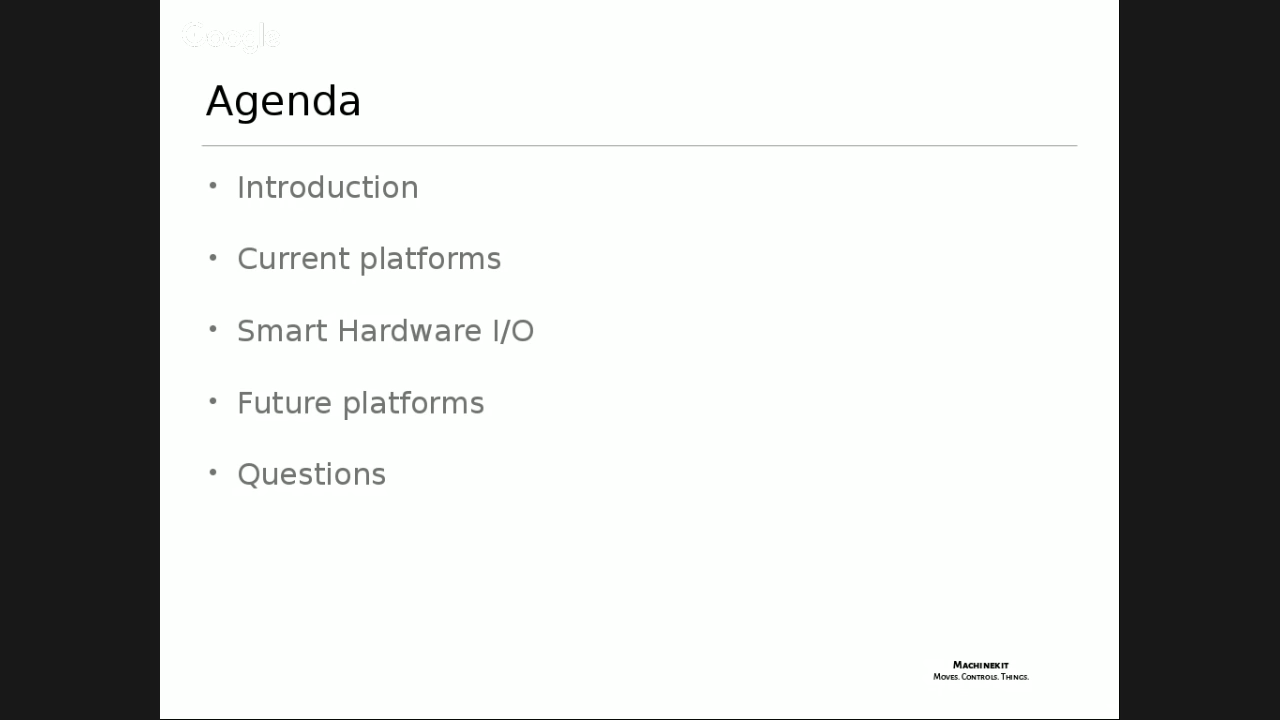 Google
Agenda
• Introduction
• Current platforms
• Smart Hardware I/O
• Future platforms
• Questions
MACHINEKIT
MOVES. CONTROLS. THINGS.